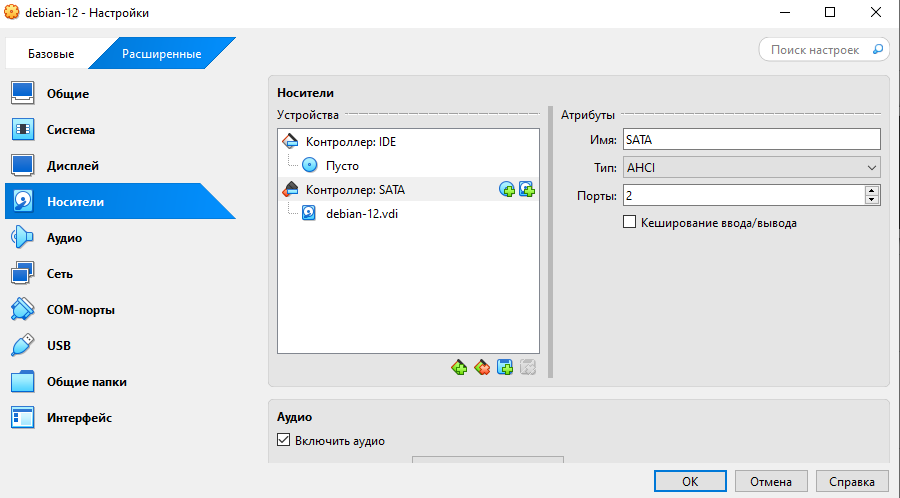 debian-12 - Настройки
Базовые
Расширенные
Поиск настроек
Общие
Система
Дисплей
Носители
Аудио
Сеть
COM-порты
USB
Общие папки
Интерфейс
Носители
Устройства
Контроллер: IDE
Пусто
Контроллер: SATA
debian-12.vdi
Атрибуты
Имя: SATA
Тип: AHCI
Порты: 2
Кеширование ввода/вывода
Аудио
Включить аудио
OK
Отмена
Справка